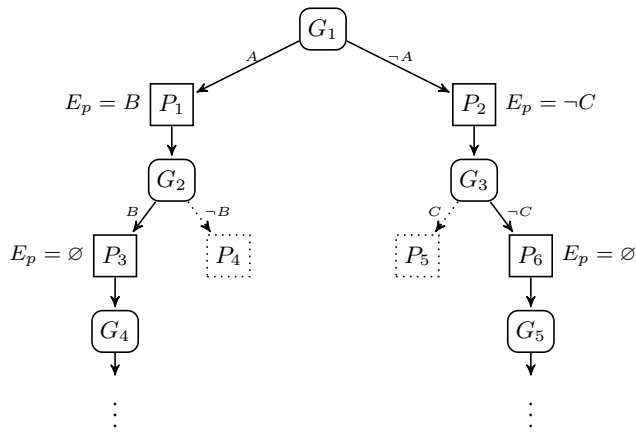 G₁
A ¬A
E_p = B P₁ P₂ E_p = ¬C
G₂ G₃
B ¬B C ¬C
E_p = ∅ P₃ P₄ P₅ P₆ E_p = ∅
G₄ G₅
⋮ ⋮